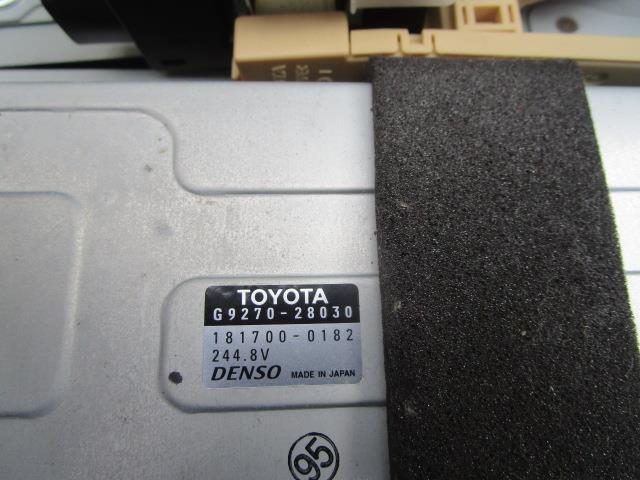 TOYOTA
G9270-28030
181700-0182
244.8V
DENSO MADE IN JAPAN
95